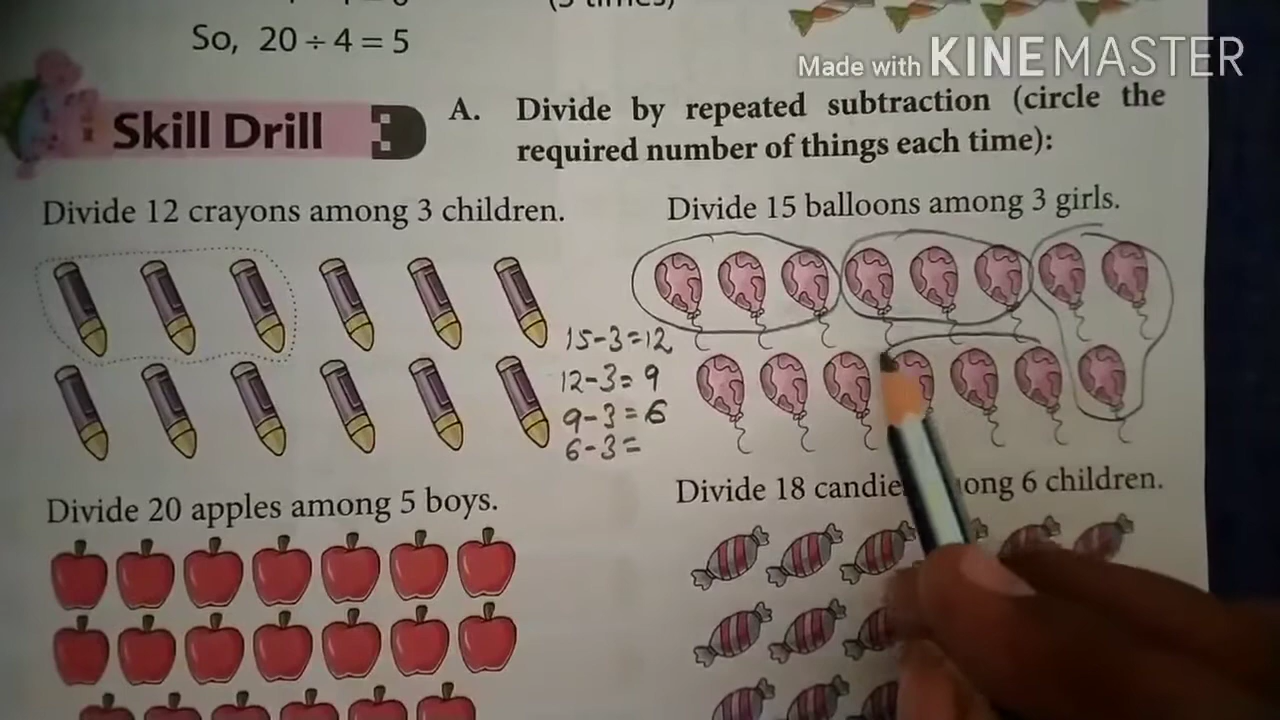 So, 20 ÷ 4 = 5
Made with KINEMASTER
Skill Drill 3
A. Divide by repeated subtraction (circle the
required number of things each time):
Divide 12 crayons among 3 children.
Divide 15 balloons among 3 girls.
15-3=12
12-3=9
9-3=6
6-3=
Divide 20 apples among 5 boys.
Divide 18 6 children.